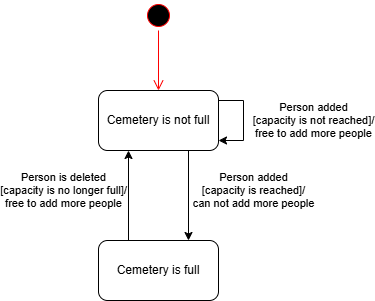 Cemetery is not full
Person added
[capacity is not reached]/
free to add more people
Person is deleted
[capacity is no longer full]/
free to add more people
Person added
[capacity is reached]/
can not add more people
Cemetery is full